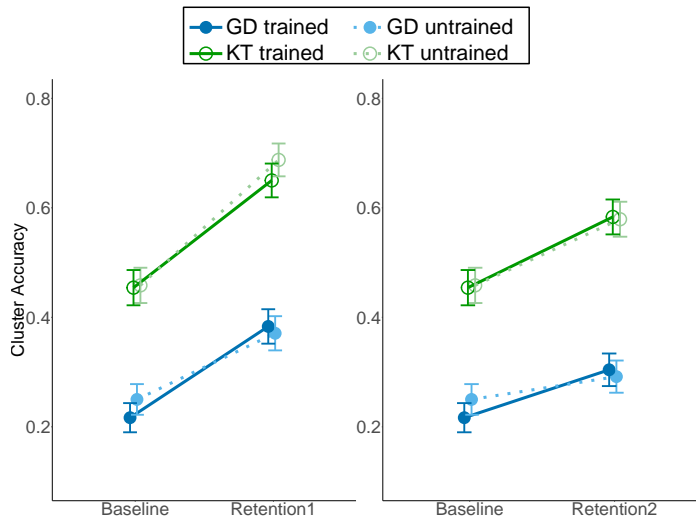 GD trained GD untrained
KT trained KT untrained
0.8 0.8
0.6 0.6
0.4 0.4
0.2 0.2
Cluster Accuracy
Baseline Retention1 Baseline Retention2